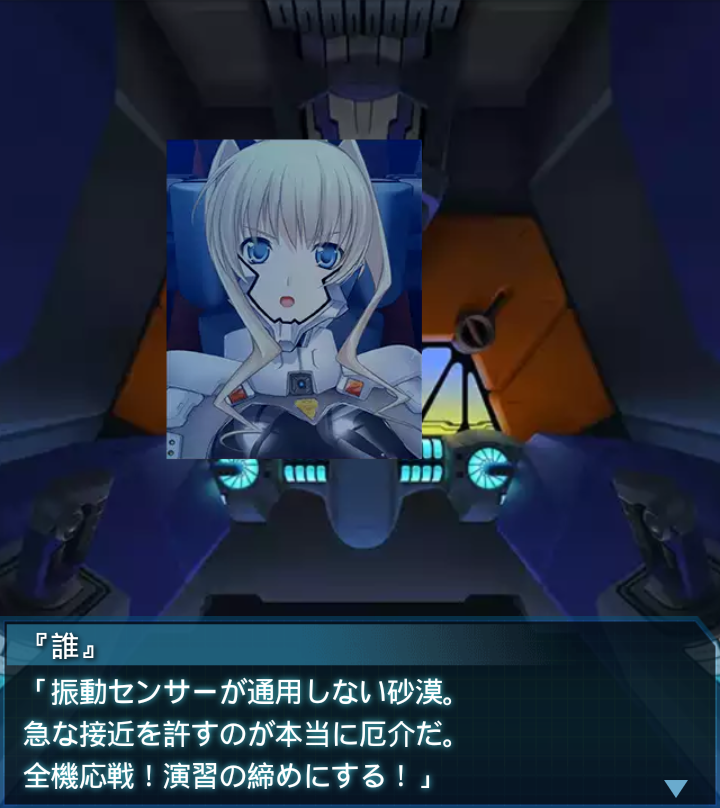 『誰』
「振動センサーが通用しない砂漠。
急な接近を許すのが本当に厄介だ。
全機応戦！演習の締めにする！」